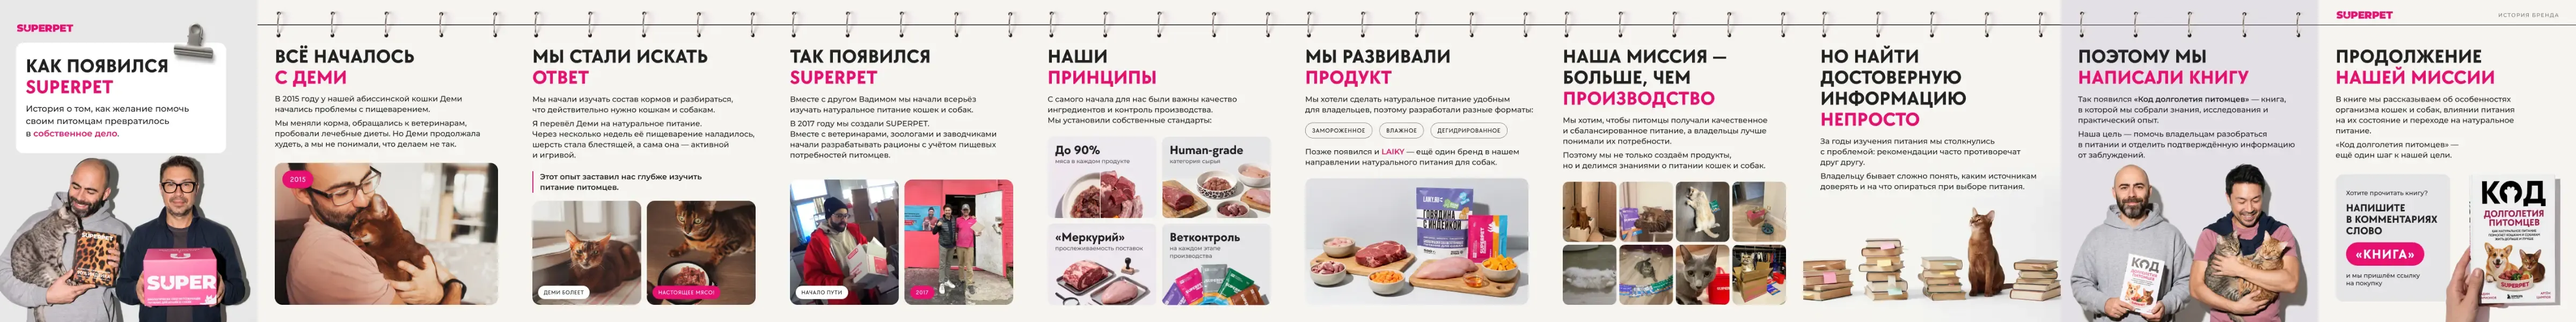 SUPERPET
КАК ПОЯВИЛСЯ
SUPERPET
История о том, как желание помочь
своим питомцам превратилось
в собственное дело.
SUPER
ВСЁ НАЧАЛОСЬ
С ДЕМИ
В 2015 году у нашей абиссинской кошки Деми
начались проблемы с пищеварением.
Мы меняли корма, обращались к ветеринарам,
пробовали лечебные диеты. Но Деми продолжала
худеть, а мы не понимали, что делаем не так.
2015
МЫ СТАЛИ ИСКАТЬ
ОТВЕТ
Мы начали изучать состав кормов и разбираться,
что действительно нужно кошкам и собакам.
Я перевёл Деми на натуральное питание.
Через несколько недель её пищеварение наладилось,
шерсть стала блестящей, а сама она — активной
и игривой.
Этот опыт заставил нас глубже изучить
питание питомцев.
ДЕМИ БОЛЕЕТ
НАСТОЯЩЕЕ МЯСО!
ТАК ПОЯВИЛСЯ
SUPERPET
Вместе с другом Вадимом мы начали всерьёз
изучать натуральное питание кошек и собак.
В 2017 году мы создали SUPERPET.
Вместе с ветеринарами, зоологами и заводчиками
начали разрабатывать рационы с учётом пищевых
потребностей питомцев.
НАЧАЛО ПУТИ
2017
НАШИ
ПРИНЦИПЫ
С самого начала для нас были важны качество
ингредиентов и контроль производства.
Мы установили собственные стандарты:
До 90%
мяса в каждом продукте
Human-grade
категория сырья
«Меркурий»
прослеживаемость поставок
Ветконтроль
на каждом этапе
производства
МЫ РАЗВИВАЛИ
ПРОДУКТ
Мы хотели сделать натуральное питание удобным
для владельцев, поэтому разработали разные форматы:
ЗАМОРОЖЕННОЕ
ВЛАЖНОЕ
ДЕГИДРИРОВАННОЕ
Позже появился и LAIKY — ещё один бренд в нашем
направлении натурального питания для собак.
ГОВЯДИНА
С ИНДЕЙКОЙ
SUPERPET
НАША МИССИЯ —
БОЛЬШЕ, ЧЕМ
ПРОИЗВОДСТВО
Мы хотим, чтобы питомцы получали качественное
и сбалансированное питание, а владельцы лучше
понимали их потребности.
Поэтому мы не только создаём продукты,
но и делимся знаниями о питании кошек и собак.
НО НАЙТИ
ДОСТОВЕРНУЮ
ИНФОРМАЦИЮ
НЕПРОСТО
За годы изучения питания мы столкнулись
с проблемой: рекомендации часто противоречат
друг другу.
Владельцу бывает сложно понять, каким источникам
доверять и на что опираться при выборе питания.
ПОЭТОМУ МЫ
НАПИСАЛИ КНИГУ
Так появился «Код долголетия питомцев» — книга,
в которой мы собрали знания, исследования и
практический опыт.
Наша цель — помочь владельцам разобраться
в питании и отделить подтверждённую информацию
от заблуждений.
КОД
ДОЛГОЛЕТИЯ
ПИТОМЦЕВ
SUPERPET
ИСТОРИЯ БРЕНДА
ПРОДОЛЖЕНИЕ
НАШЕЙ МИССИИ
В книге мы рассказываем об особенностях
организма кошек и собак, влиянии питания
на их состояние и переходе на натуральное
питание.
«Код долголетия питомцев» —
ещё один шаг к нашей цели.
Хотите прочитать книгу?
НАПИШИТЕ
В КОММЕНТАРИЯХ
СЛОВО
«КНИГА»
и мы пришлём ссылку
на покупку
КОД
ДОЛГОЛЕТИЯ
ПИТОМЦЕВ
SUPERPET